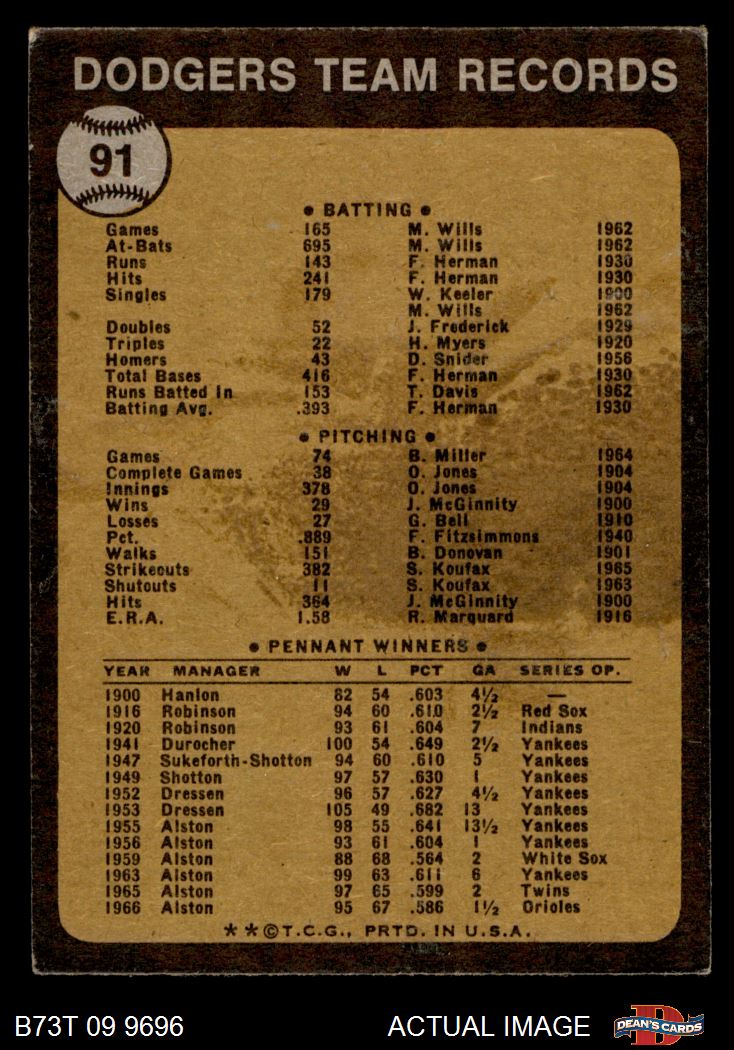 DODGERS TEAM RECORDS
91
• BATTING •
Games 165 M. Wills 1962
At-Bats 695 M. Wills 1962
Runs 143 F. Herman 1930
Hits 241 F. Herman 1930
Singles 179 W. Keeler 1900
M. Wills 1962
Doubles 52 J. Frederick 1929
Triples 22 H. Myers 1920
Homers 43 D. Snider 1956
Total Bases 416 F. Herman 1930
Runs Batted In 153 T. Davis 1962
Batting Avg. .393 F. Herman 1930
• PITCHING •
Games 74 B. Miller 1964
Complete Games 38 O. Jones 1904
Innings 378 O. Jones 1904
Wins 29 J. McGinnity 1900
Losses 27 G. Bell 1910
Pct. .889 F. Fitzsimmons 1940
Walks 151 B. Donovan 1901
Strikeouts 382 S. Koufax 1965
Shutouts 11 S. Koufax 1963
Hits 364 J. McGinnity 1900
E.R.A. 1.58 R. Marquard 1916
• PENNANT WINNERS •
YEAR MANAGER W L PCT GA SERIES OP.
1900 Hanlon 82 54 .603 4½ —
1916 Robinson 94 60 .610 2½ Red Sox
1920 Robinson 93 61 .604 7 Indians
1941 Durocher 100 54 .649 2½ Yankees
1947 Sukeforth-Shotton 94 60 .610 5 Yankees
1949 Shotton 97 57 .630 1 Yankees
1952 Dressen 96 57 .627 4½ Yankees
1953 Dressen 105 49 .682 13 Yankees
1955 Alston 98 55 .641 13½ Yankees
1956 Alston 93 61 .604 1 Yankees
1959 Alston 88 68 .564 2 White Sox
1963 Alston 99 63 .611 6 Yankees
1965 Alston 97 65 .599 2 Twins
1966 Alston 95 67 .586 1½ Orioles
★★©T.C.G., PRTD. IN U.S.A.
B73T 09 9696 ACTUAL IMAGE DEAN'S CARDS